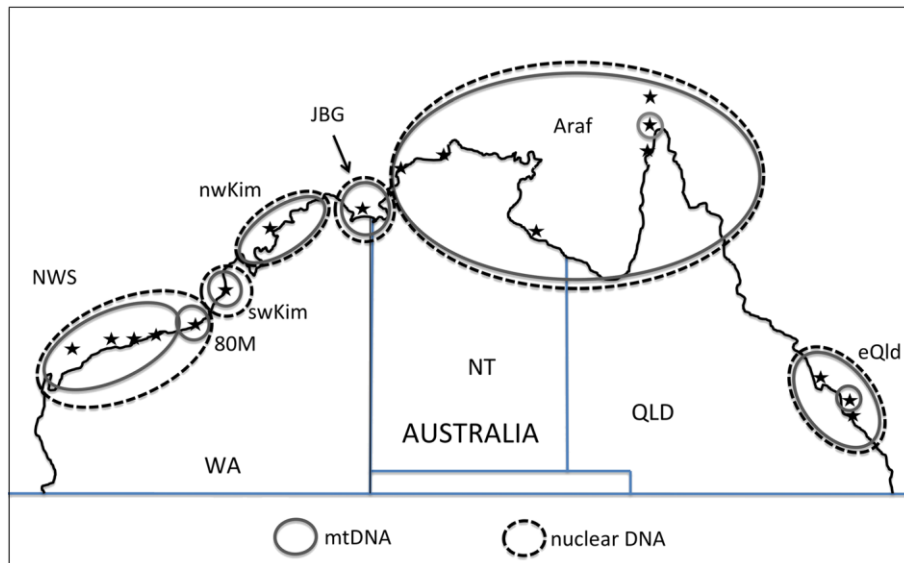 JBG
Araf
nwKim
NWS
swKim
80M
eQld
NT
QLD
AUSTRALIA
WA
mtDNA
nuclear DNA